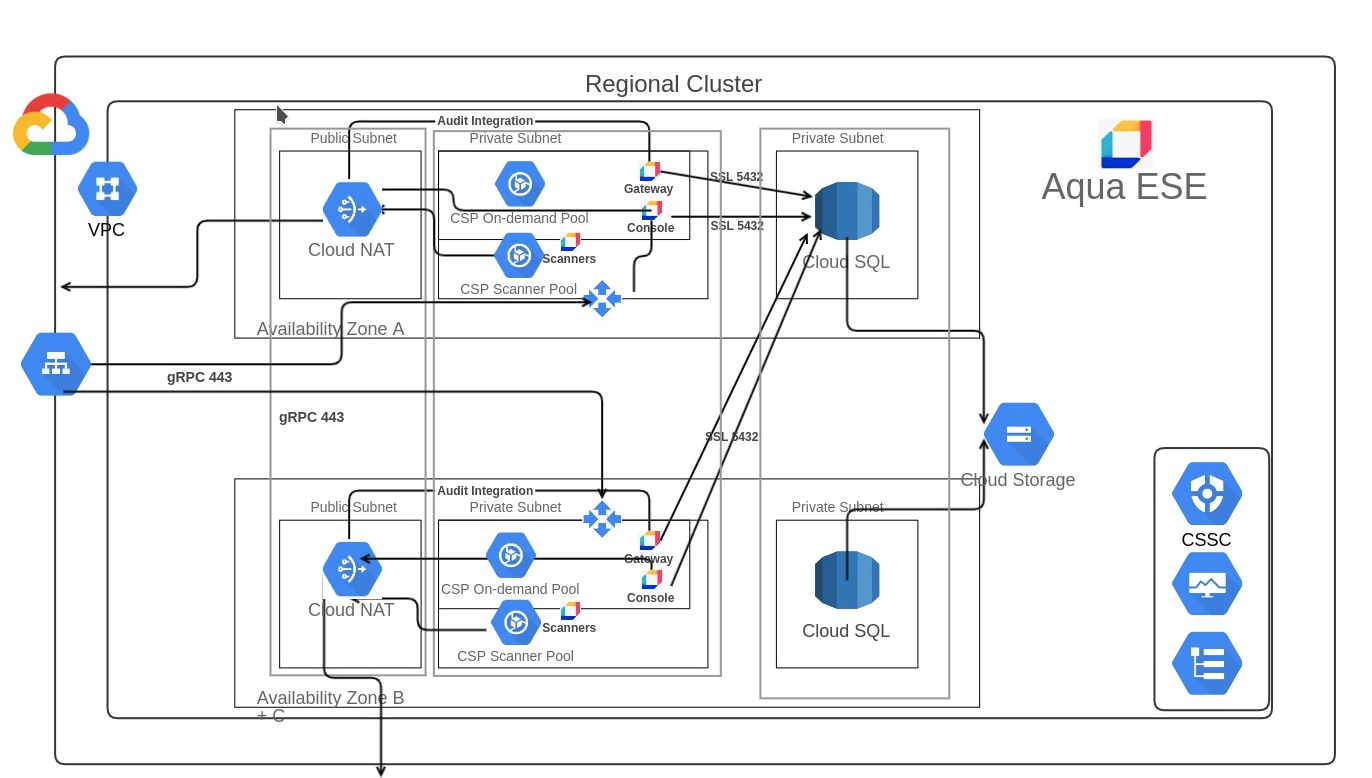 Regional Cluster
Audit Integration
Public Subnet
Private Subnet
Private Subnet
Aqua ESE
SSL 5432
Gateway
CSP On-demand Pool
Console
SSL 5432
VPC
Cloud NAT
Scanners
Cloud SQL
CSP Scanner Pool
Availability Zone A
gRPC 443
gRPC 443
SSL 5432
Cloud Storage
Audit Integration
Public Subnet
Private Subnet
Private Subnet
CSSC
Gateway
CSP On-demand Pool
Console
Cloud NAT
Scanners
Cloud SQL
CSP Scanner Pool
Availability Zone B
+ C